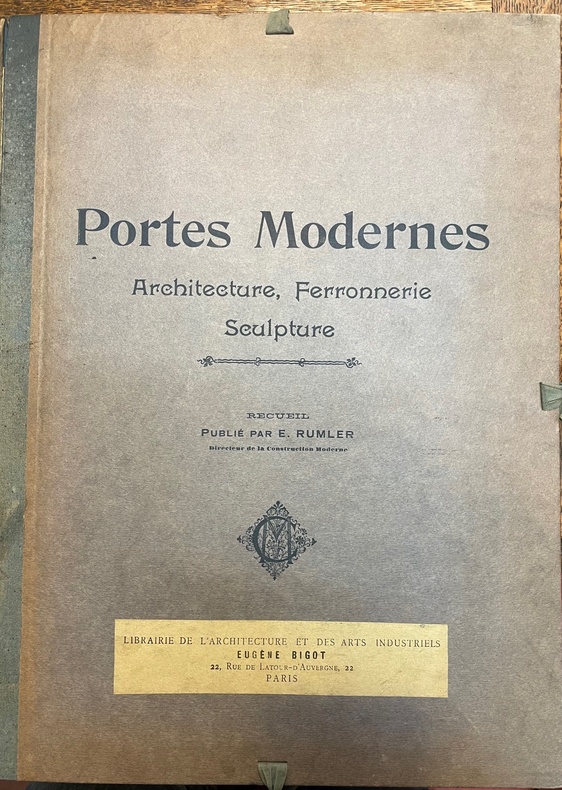 Portes Modernes
Architecture, Ferronnerie
Sculpture
RECUEIL
PUBLIÉ PAR E. RUMLER
Directeur de la Construction Moderne
CM
LIBRAIRIE DE L'ARCHITECTURE ET DES ARTS INDUSTRIELS
EUGÈNE BIGOT
22, RUE DE LATOUR-D'AUVERGNE, 22
PARIS